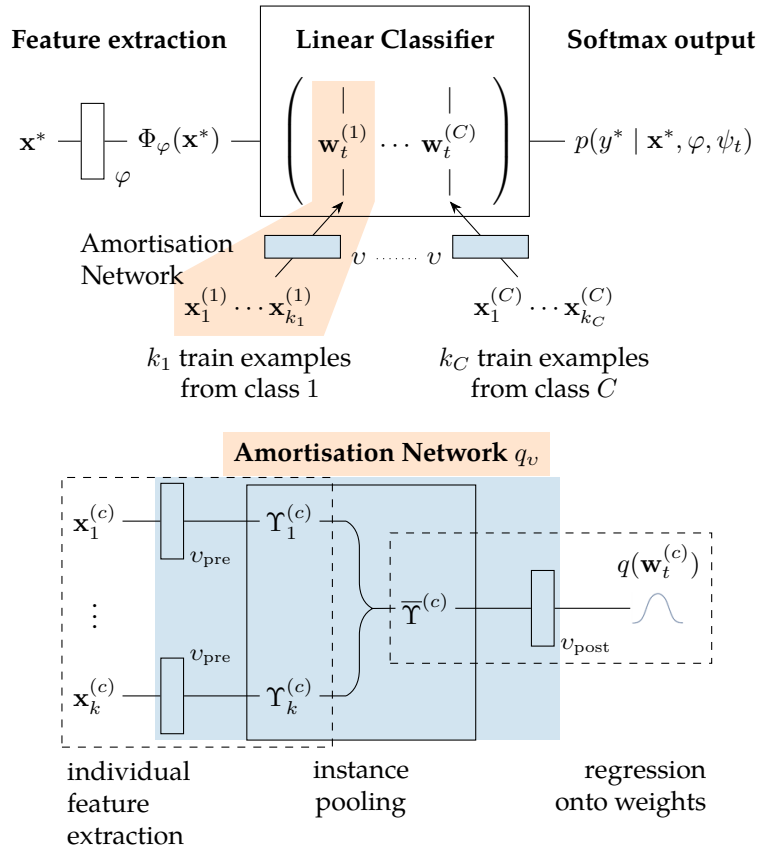 Feature extraction Linear Classifier Softmax output
x* φ Φ_φ(x*) ( w_t^(1) ⋯ w_t^(C) ) p(y* | x*, φ, ψ_t)
Amortisation
Network
υ ........ υ
x_1^(1) ⋯ x_{k_1}^(1) x_1^(C) ⋯ x_{k_C}^(C)
k_1 train examples
from class 1
k_C train examples
from class C
Amortisation Network q_υ
x_1^(c) υ_pre ϒ_1^(c)
⋮
x_k^(c) υ_pre ϒ_k^(c)
ϒ̅^(c) υ_post q(w_t^(c))
individual
feature
extraction
instance
pooling
regression
onto weights